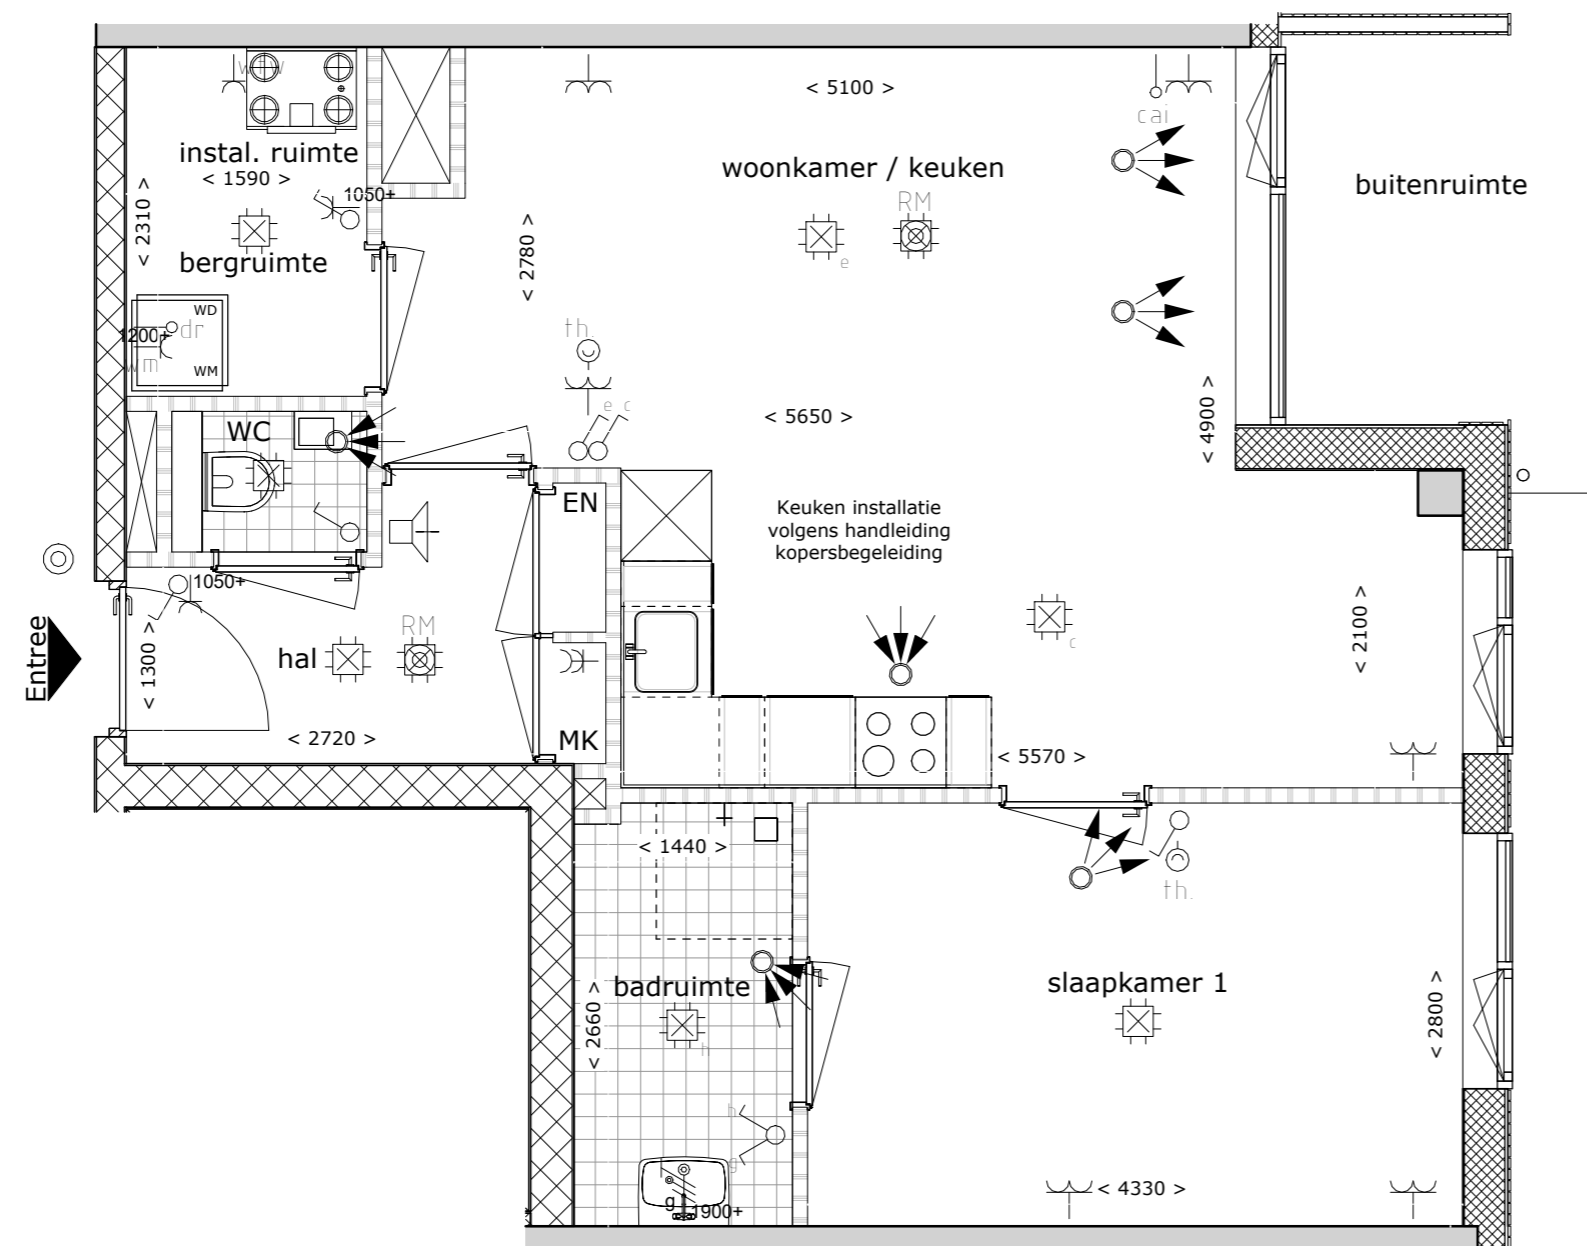 wtw
< 5100 >
cai
instal. ruimte
< 1590 >
1050+
woonkamer / keuken
buitenruimte
RM
< 2310 >
e
bergruimte
< 2780 >
WD
dr
1200+
wm
WM
th.
e c
< 5650 >
< 4900 >
WC
EN
Keuken installatie
volgens handleiding
kopersbegeleiding
1050+
RM
c
< 2100 >
Entree
< 1300 >
hal
< 2720 >
MK
< 5570 >
< 1440 >
th.
badruimte
slaapkamer 1
< 2660 >
h
< 2800 >
h
g
g
1900+
< 4330 >